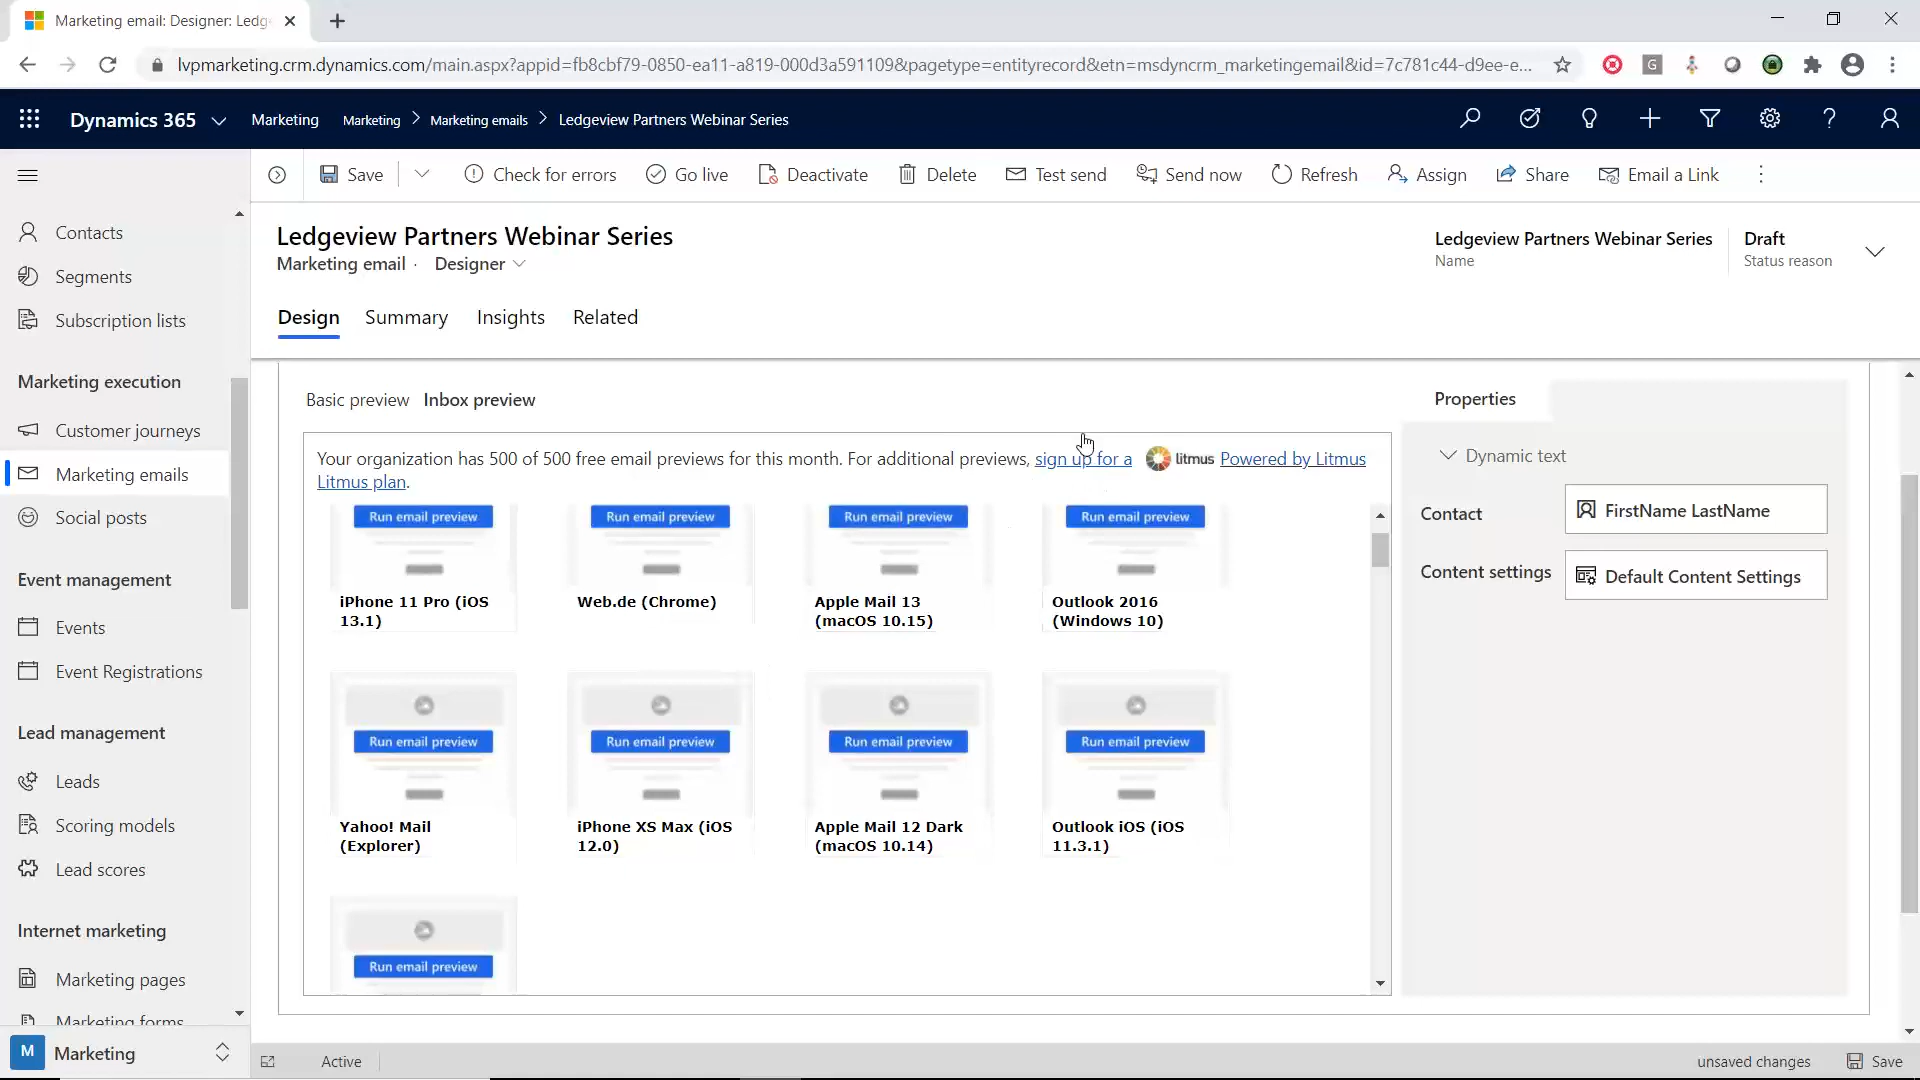 Marketing email: Designer: Ledg
lvpmarketing.crm.dynamics.com/main.aspx?appid=fb8cbf79-0850-ea11-a819-000d3a591109&pagetype=entityrecord&etn=msdyncrm_marketingemail&id=7c781c44-d9ee-e...
G
Dynamics 365 Marketing Marketing > Marketing emails > Ledgeview Partners Webinar Series
Save Check for errors Go live Deactivate Delete Test send Send now Refresh Assign Share Email a Link
Contacts
Segments
Subscription lists
Marketing execution
Customer journeys
Marketing emails
Social posts
Event management
Events
Event Registrations
Lead management
Leads
Scoring models
Lead scores
Internet marketing
Marketing pages
Marketing forms
M Marketing
Ledgeview Partners Webinar Series
Marketing email · Designer
Ledgeview Partners Webinar Series
Name
Draft
Status reason
Design Summary Insights Related
Basic preview Inbox preview
Your organization has 500 of 500 free email previews for this month. For additional previews, sign up for a
Litmus plan.
litmus Powered by Litmus
Run email preview Run email preview Run email preview Run email preview
iPhone 11 Pro (iOS
13.1)
Web.de (Chrome)
Apple Mail 13
(macOS 10.15)
Outlook 2016
(Windows 10)
Run email preview Run email preview Run email preview Run email preview
Yahoo! Mail
(Explorer)
iPhone XS Max (iOS
12.0)
Apple Mail 12 Dark
(macOS 10.14)
Outlook iOS (iOS
11.3.1)
Run email preview
Properties
Dynamic text
Contact FirstName LastName
Content settings Default Content Settings
Active
unsaved changes Save